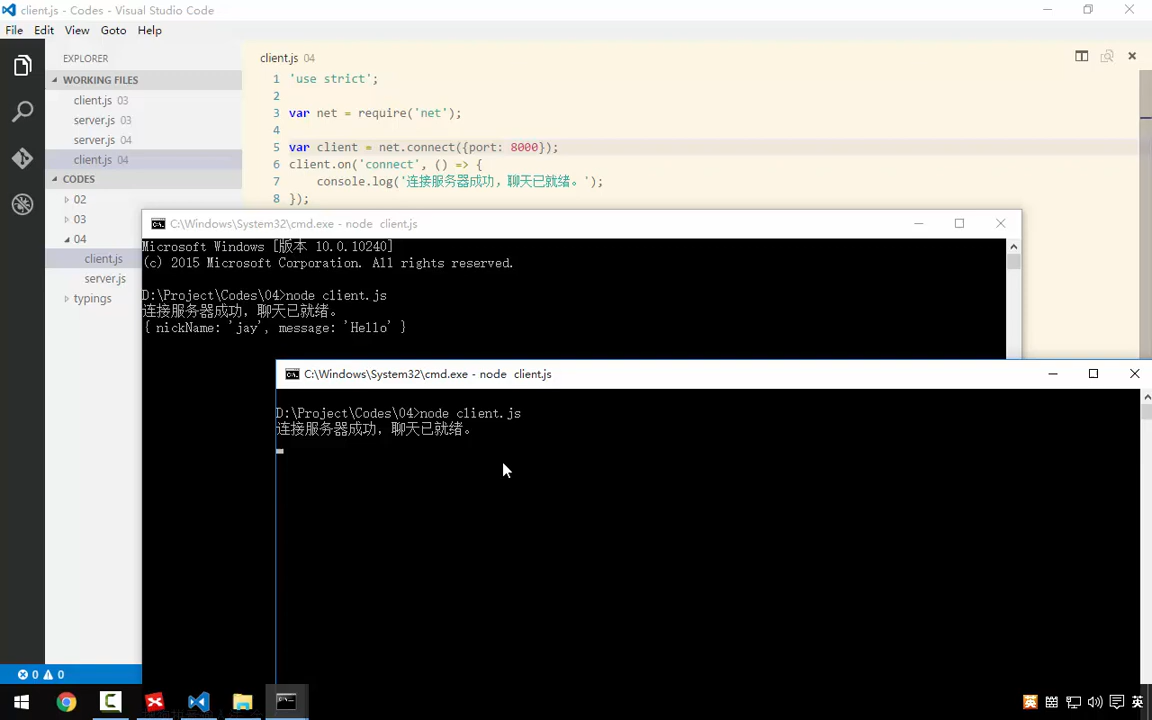 client.js - Codes - Visual Studio Code
File Edit View Goto Help
EXPLORER
WORKING FILES
client.js 03
server.js 03
server.js 04
client.js 04
CODES
02
03
04
client.js
server.js
typings
client.js 04
1 'use strict';
2
3 var net = require('net');
4
5 var client = net.connect({port: 8000});
6 client.on('connect', () => {
7 console.log('连接服务器成功，聊天已就绪。');
8 });
C:\Windows\System32\cmd.exe - node client.js
Microsoft Windows [版本 10.0.10240]
(c) 2015 Microsoft Corporation. All rights reserved.
D:\Project\Codes\04>node client.js
连接服务器成功，聊天已就绪。
{ nickName: 'jay', message: 'Hello' }
C:\Windows\System32\cmd.exe - node client.js
D:\Project\Codes\04>node client.js
连接服务器成功，聊天已就绪。
0 0
英